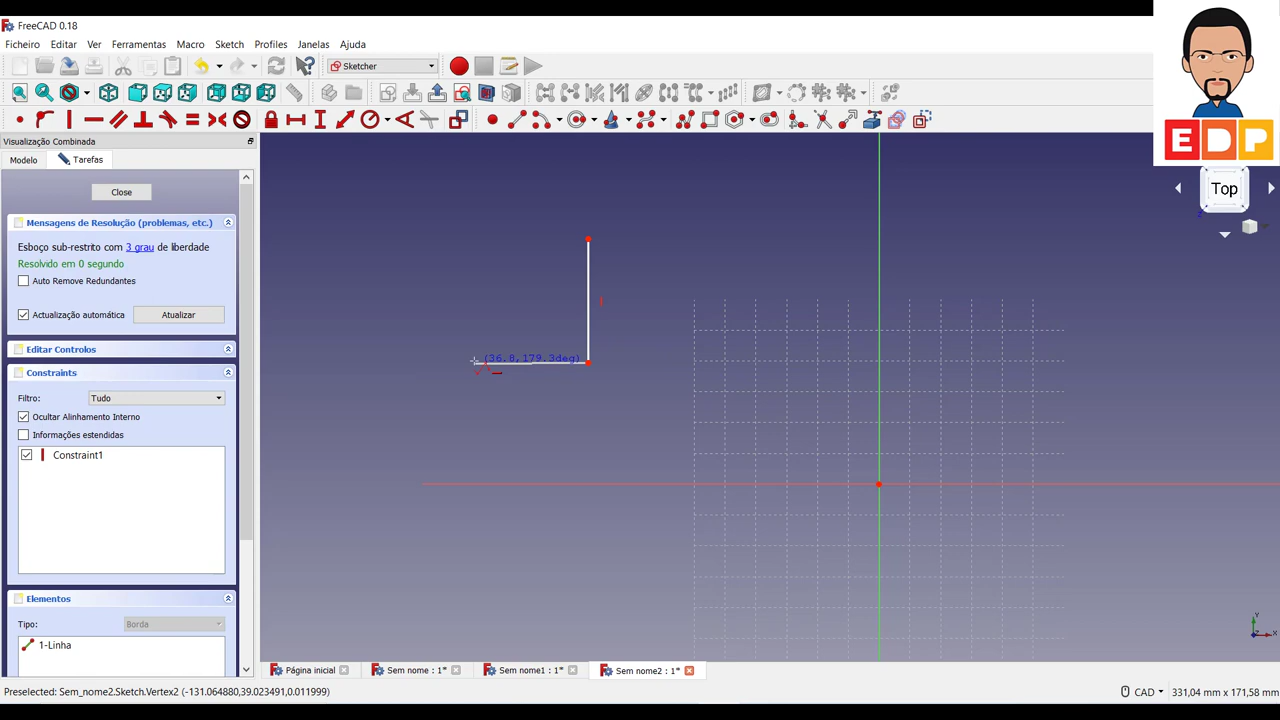 FreeCAD 0.18
Ficheiro Editar Ver Ferramentas Macro Sketch Profiles Janelas Ajuda
Sketcher
Visualização Combinada
Modelo Tarefas
Close
Mensagens de Resolução (problemas, etc.)
Esboço sub-restrito com 3 grau de liberdade
Resolvido em 0 segundo
Auto Remove Redundantes
Actualização automática Atualizar
Editar Controlos
Constraints
Filtro: Tudo
Ocultar Alinhamento Interno
Informações estendidas
Constraint1
Elementos
Tipo: Borda
1-Linha
(36.8,179.3deg)
EDP
Top
Z
Y
X
Página inicial Sem nome : 1* Sem nome1 : 1* Sem nome2 : 1*
Preselected: Sem_nome2.Sketch.Vertex2 (-131.064880,39.023491,0.011999) CAD 331,04 mm x 171,58 mm